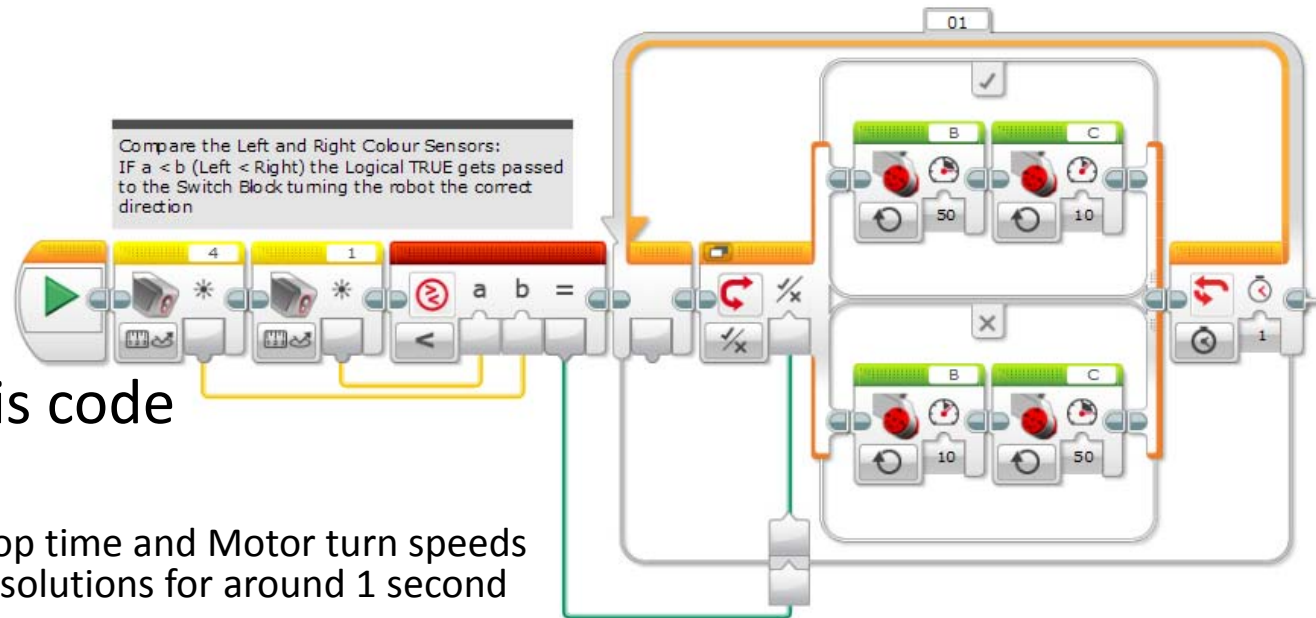 01
Compare the Left and Right Colour Sensors:
IF a < b (Left < Right) the Logical TRUE gets passed
to the Switch Block turning the robot the correct
direction
B
C
50
10
4
1
a b =
<
1
B
C
10
50
is code
op time and Motor turn speeds
solutions for around 1 second